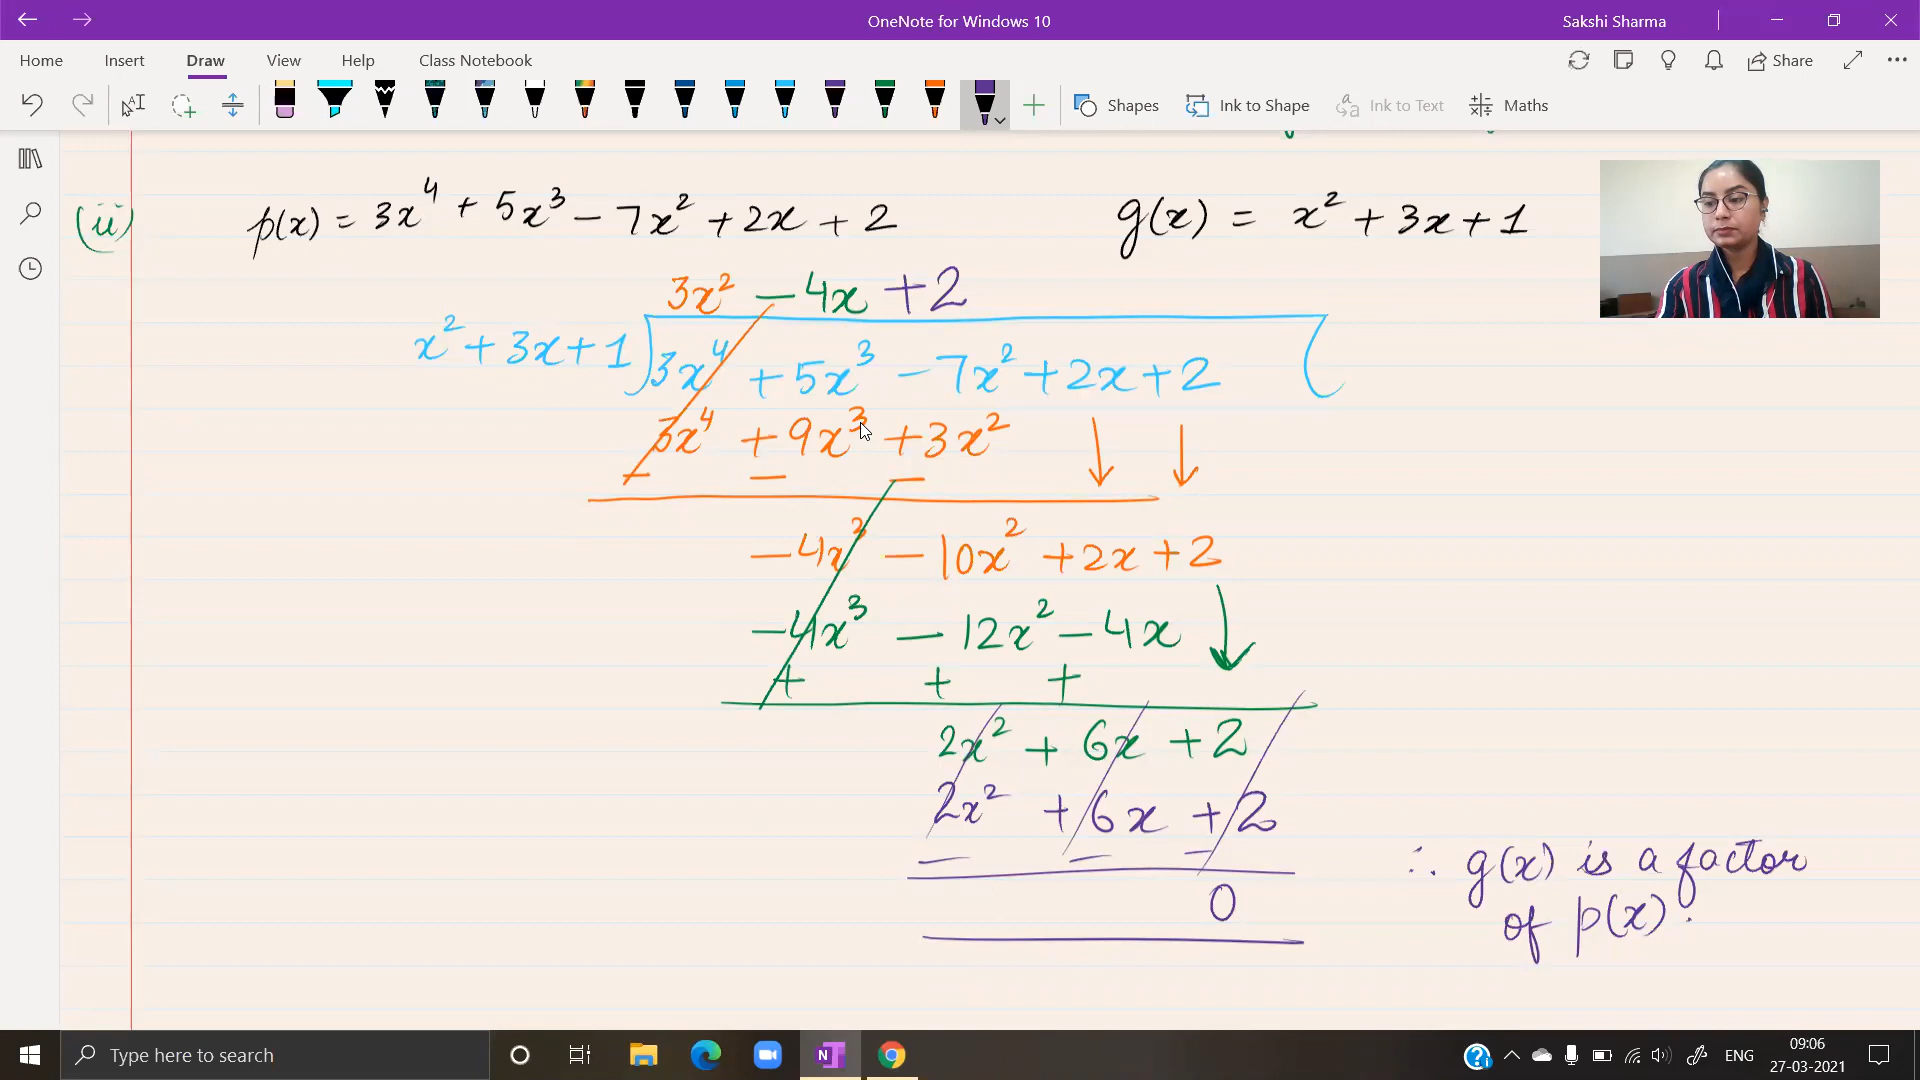 OneNote for Windows 10
Sakshi Sharma
Home Insert Draw View Help Class Notebook
Share
Shapes Ink to Shape Ink to Text Maths
(ii) p(x) = 3x⁴ + 5x³ - 7x² + 2x + 2 g(x) = x² + 3x + 1
3x² - 4x + 2
x² + 3x + 1 ) 3x⁴ + 5x³ - 7x² + 2x + 2 (
3x⁴ + 9x³ + 3x²
- - -
-4x³ - 10x² + 2x + 2
-4x³ - 12x² - 4x
+ + +
2x² + 6x + 2
2x² + 6x + 2
- - -
0
∴ g(x) is a factor
of p(x).
Type here to search
ENG
09:06
27-03-2021